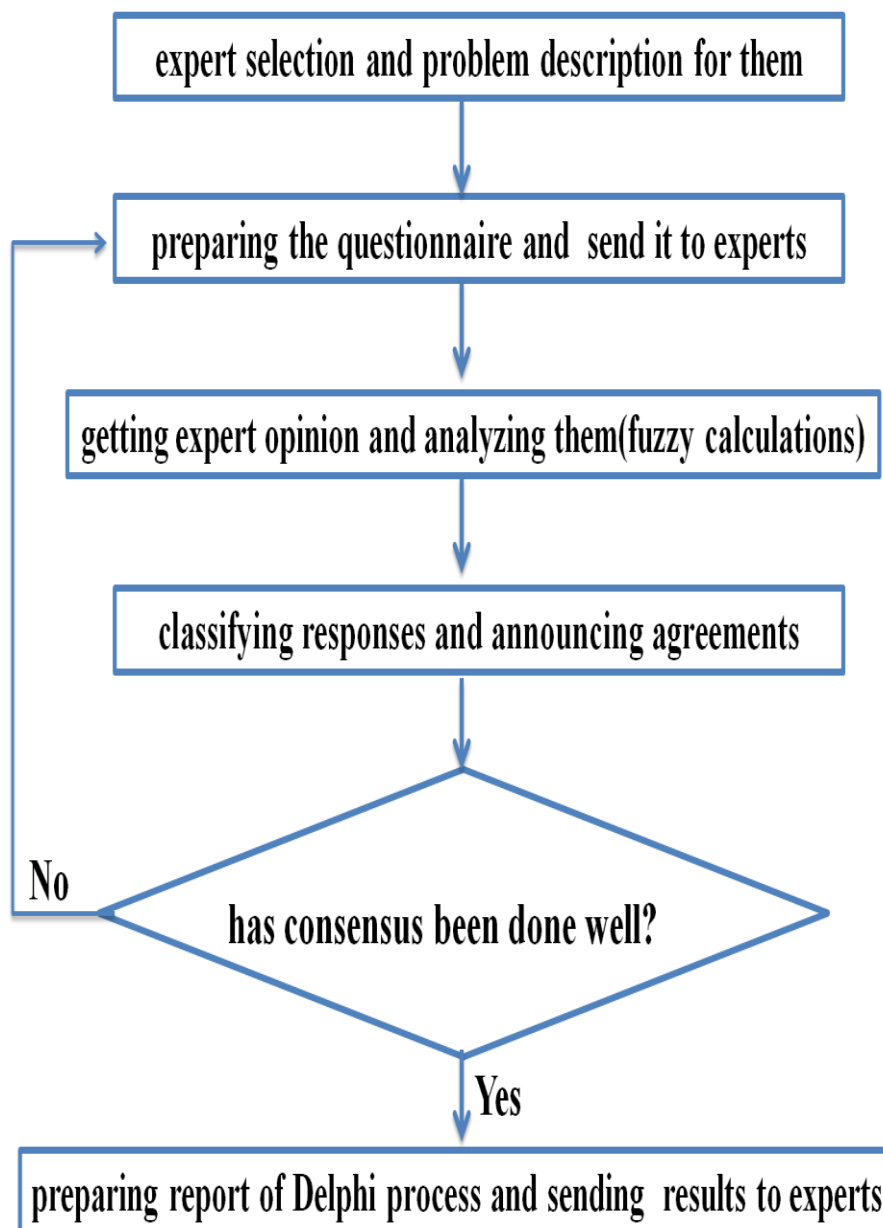 expert selection and problem description for them
preparing the questionnaire and send it to experts
getting expert opinion and analyzing them(fuzzy calculations)
classifying responses and announcing agreements
No
has consensus been done well?
Yes
preparing report of Delphi process and sending results to experts